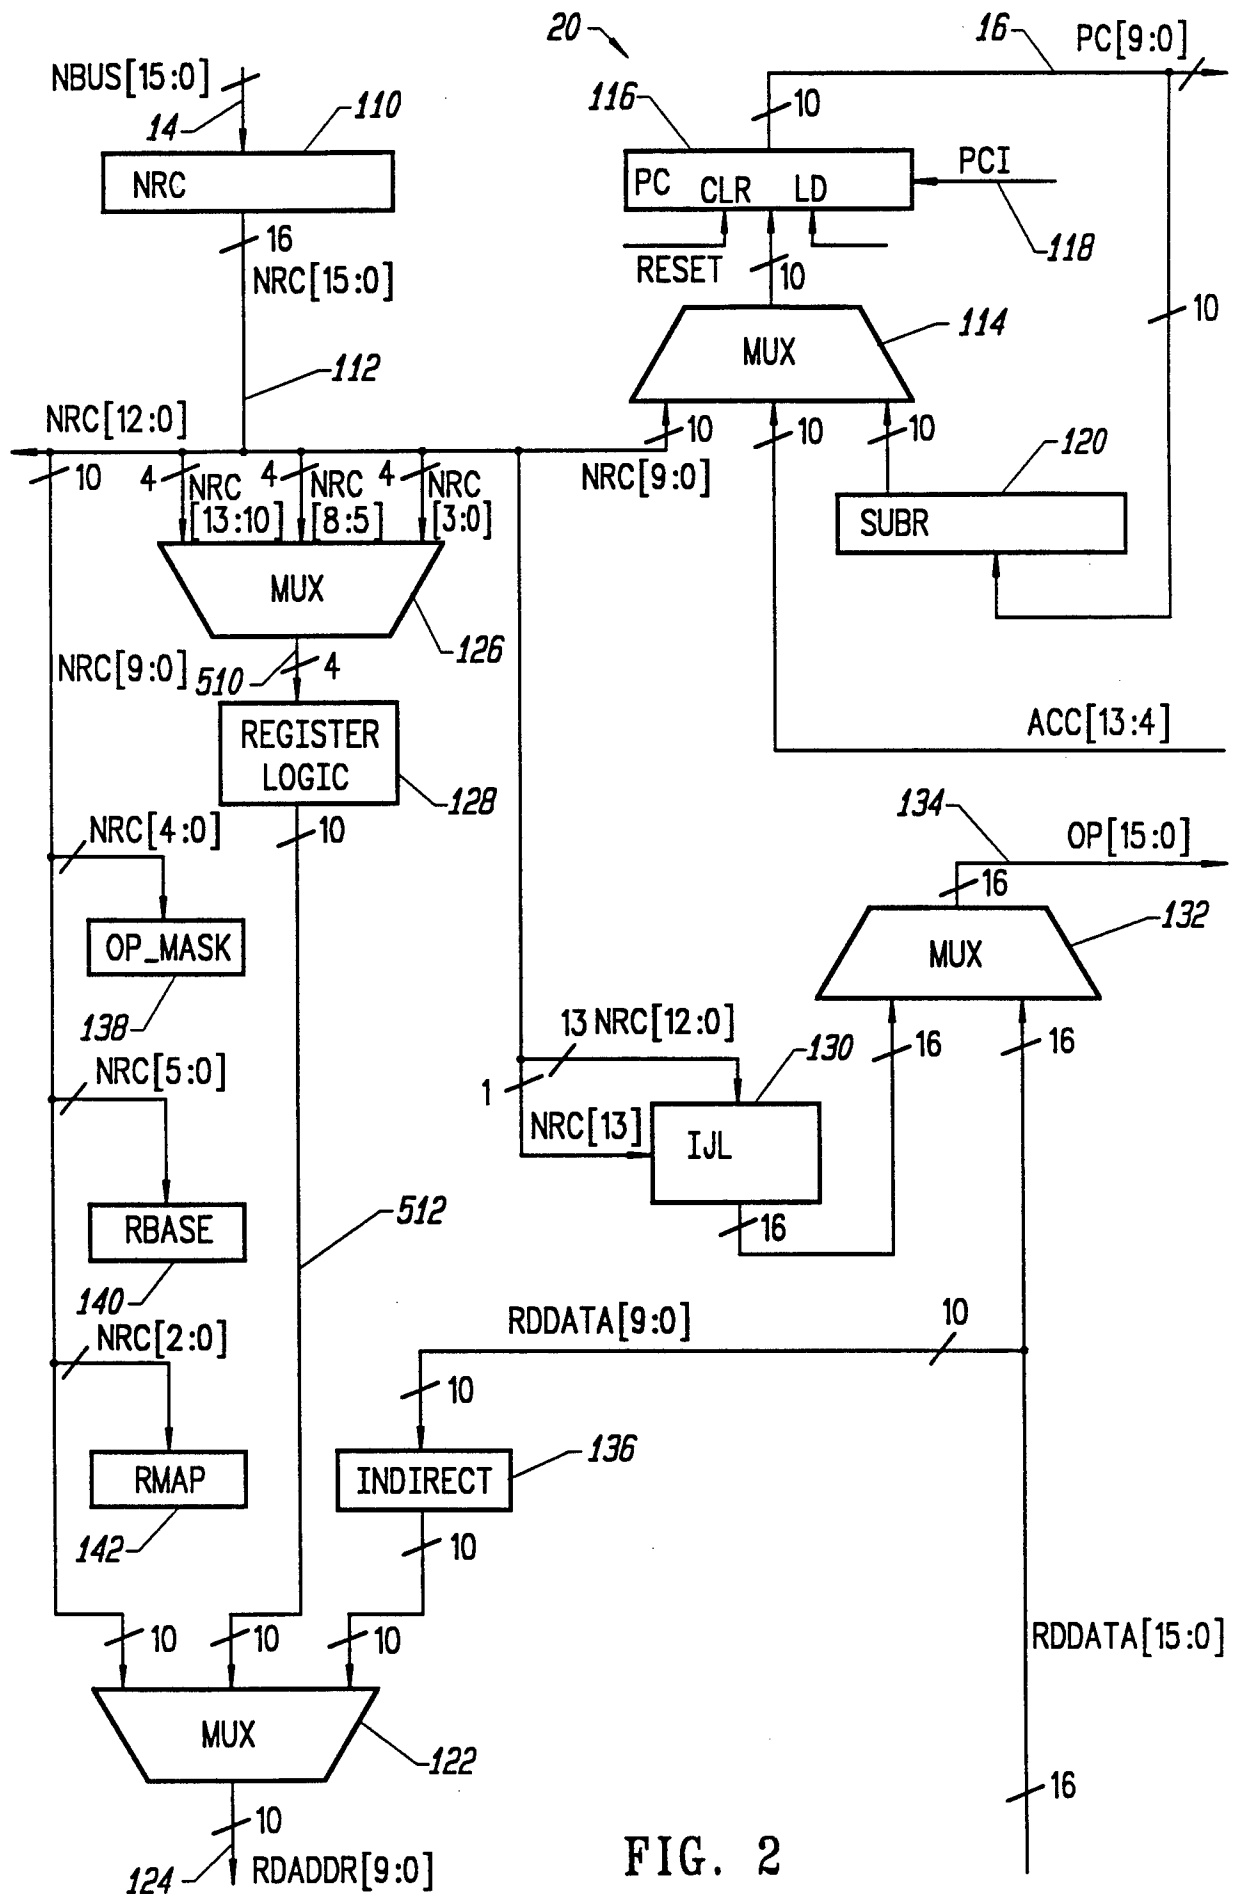 20
16
PC[9:0]
NBUS[15:0]
14
110
116
10
NRC
PC
CLR
LD
PCI
118
16
NRC[15:0]
RESET
10
10
112
MUX
114
NRC[12:0]
10
4
NRC
[13:10]
4
NRC
[8:5]
4
NRC
[3:0]
NRC[9:0]
10
10
10
120
SUBR
MUX
126
NRC[9:0]
510
4
REGISTER
LOGIC
128
ACC[13:4]
10
134
OP[15:0]
NRC[4:0]
16
132
OP_MASK
MUX
138
13 NRC[12:0]
130
16
16
NRC[5:0]
1
NRC[13]
IJL
RBASE
512
16
140
RDDATA[9:0]
10
NRC[2:0]
10
136
RMAP
INDIRECT
142
10
10
10
10
RDDATA[15:0]
MUX
122
16
10
124
RDADDR[9:0]
FIG. 2